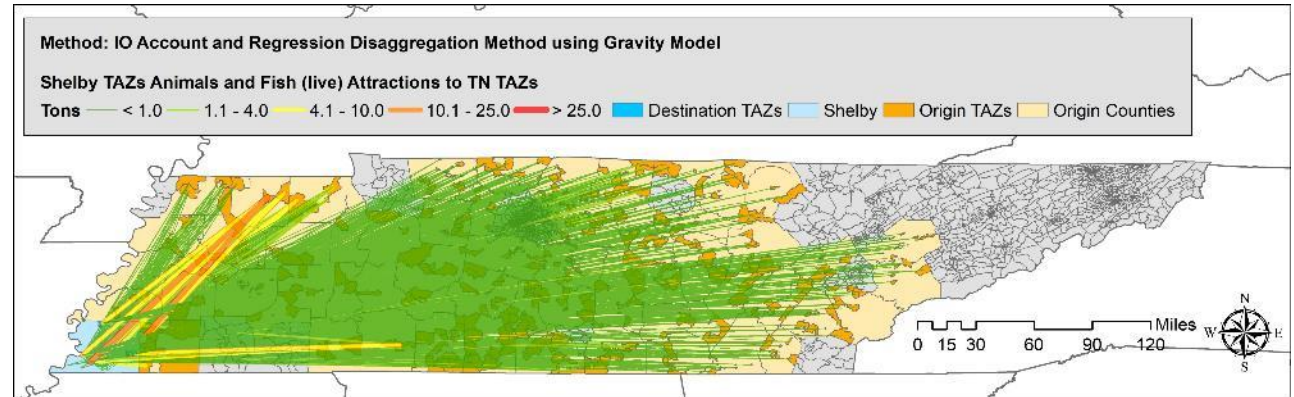 Method: IO Account and Regression Disaggregation Method using Gravity Model
Shelby TAZs Animals and Fish (live) Attractions to TN TAZs
Tons < 1.0 1.1 - 4.0 4.1 - 10.0 10.1 - 25.0 > 25.0 Destination TAZs Shelby Origin TAZs Origin Counties
N
Miles
W E
0 15 30 60 90 120
S